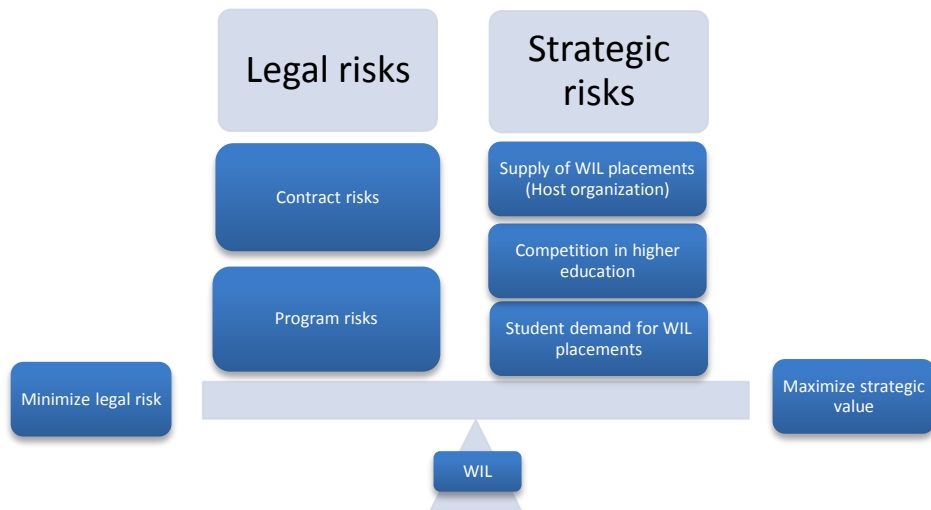 Legal risks
Strategic
risks
Contract risks
Program risks
Supply of WIL placements
(Host organization)
Competition in higher
education
Student demand for WIL
placements
Minimize legal risk
Maximize strategic
value
WIL